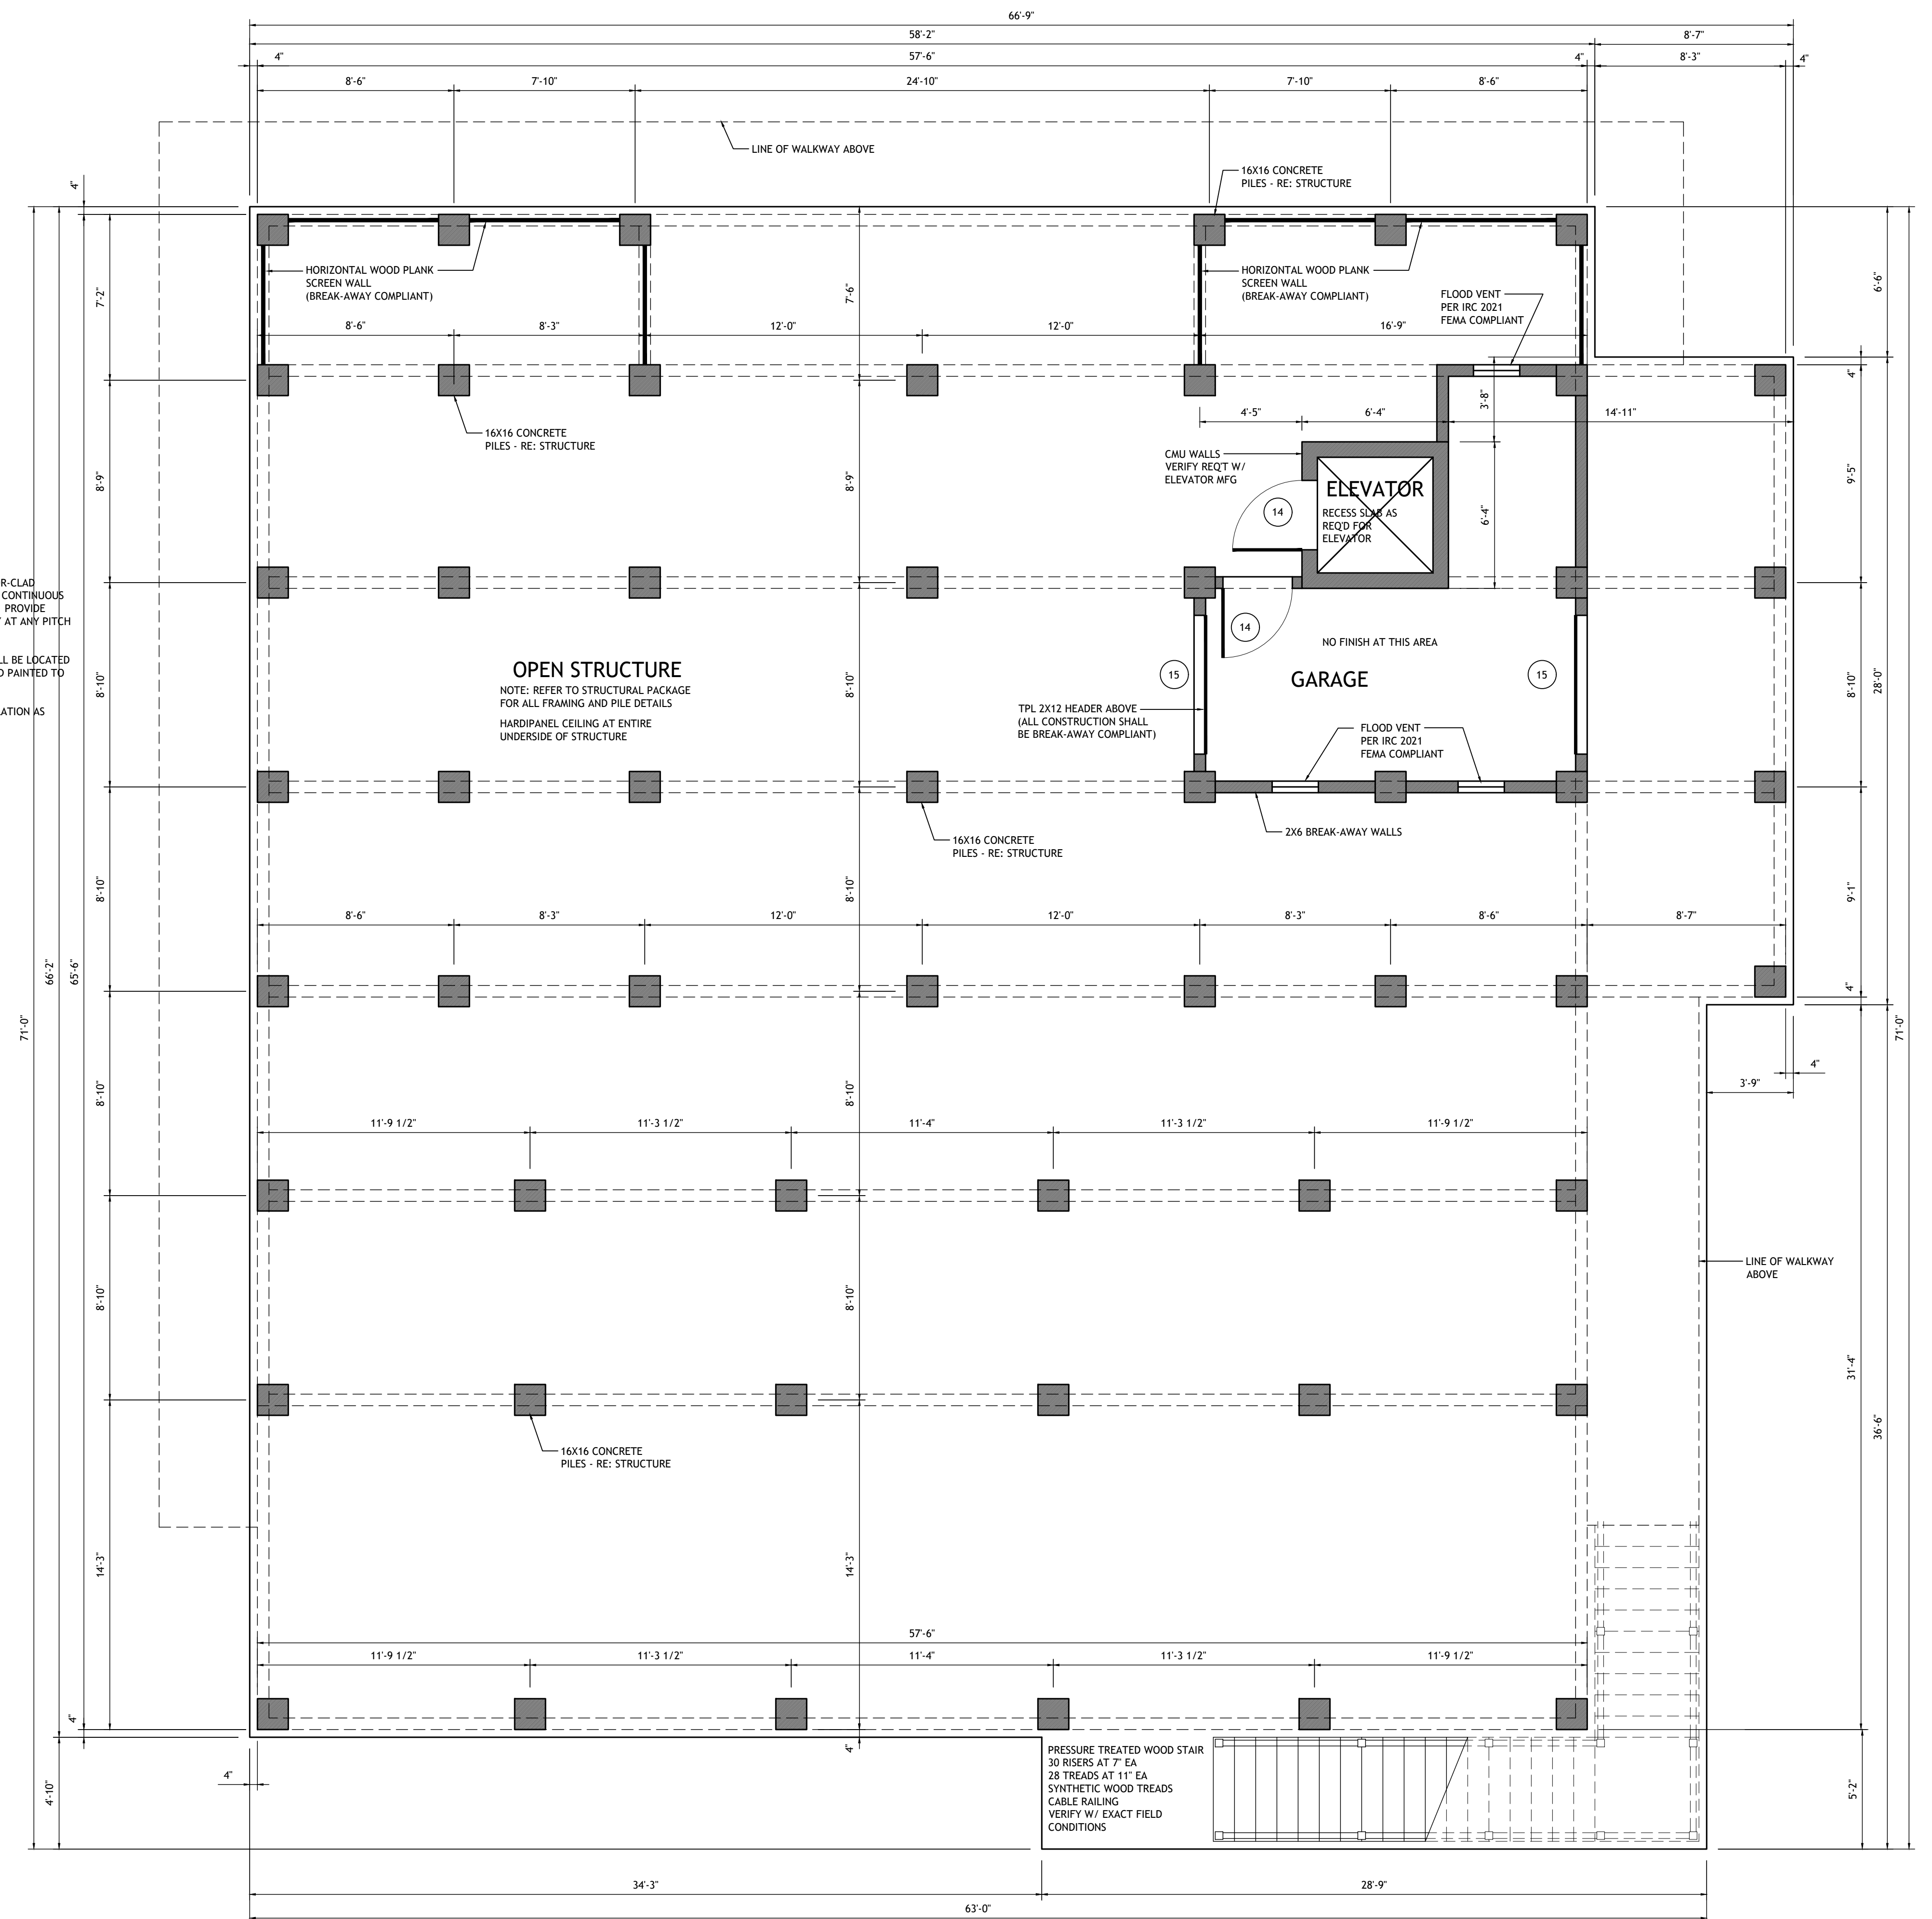 66'-9"
58'-2"
8'-7"
4"
57'-6"
4"
8'-3"
4"
8'-6"
7'-10"
24'-10"
7'-10"
8'-6"
LINE OF WALKWAY ABOVE
16X16 CONCRETE
PILES - RE: STRUCTURE
4"
HORIZONTAL WOOD PLANK
SCREEN WALL
(BREAK-AWAY COMPLIANT)
HORIZONTAL WOOD PLANK
SCREEN WALL
(BREAK-AWAY COMPLIANT)
FLOOD VENT
PER IRC 2021
FEMA COMPLIANT
7'-2"
7'-6"
6'-6"
8'-6"
8'-3"
12'-0"
12'-0"
16'-9"
4"
3'-8"
4'-5"
6'-4"
14'-11"
16X16 CONCRETE
PILES - RE: STRUCTURE
CMU WALLS
VERIFY REQ'T W/
ELEVATOR MFG
ELEVATOR
RECESS SLAB AS
REQ'D FOR
ELEVATOR
14
6'-4"
8'-9"
8'-9"
9'-5"
R-CLAD
CONTINUOUS
PROVIDE
AT ANY PITCH
LL BE LOCATED
D PAINTED TO
ATION AS
14
NO FINISH AT THIS AREA
OPEN STRUCTURE
NOTE: REFER TO STRUCTURAL PACKAGE
FOR ALL FRAMING AND PILE DETAILS
HARDIPANEL CEILING AT ENTIRE
UNDERSIDE OF STRUCTURE
15
GARAGE
15
8'-10"
8'-10"
8'-10"
28'-0"
TPL 2X12 HEADER ABOVE
(ALL CONSTRUCTION SHALL
BE BREAK-AWAY COMPLIANT)
FLOOD VENT
PER IRC 2021
FEMA COMPLIANT
16X16 CONCRETE
PILES - RE: STRUCTURE
2X6 BREAK-AWAY WALLS
8'-10"
8'-10"
9'-1"
8'-6"
8'-3"
12'-0"
12'-0"
8'-3"
8'-6"
8'-7"
71'-0"
66'-2"
65'-6"
4"
71'-0"
4"
3'-9"
8'-10"
8'-10"
11'-9 1/2"
11'-3 1/2"
11'-4"
11'-3 1/2"
11'-9 1/2"
LINE OF WALKWAY
ABOVE
8'-10"
8'-10"
31'-4"
36'-6"
16X16 CONCRETE
PILES - RE: STRUCTURE
14'-3"
14'-3"
57'-6"
11'-9 1/2"
11'-3 1/2"
11'-4"
11'-3 1/2"
11'-9 1/2"
4"
4"
4"
4'-10"
5'-2"
PRESSURE TREATED WOOD STAIR
30 RISERS AT 7" EA
28 TREADS AT 11" EA
SYNTHETIC WOOD TREADS
CABLE RAILING
VERIFY W/ EXACT FIELD
CONDITIONS
34'-3"
28'-9"
63'-0"